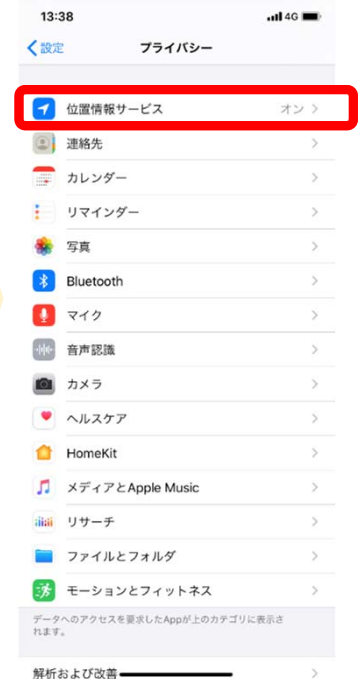 13:38
4G
設定
プライバシー
位置情報サービス オン
連絡先
カレンダー
リマインダー
写真
Bluetooth
マイク
音声認識
カメラ
ヘルスケア
HomeKit
メディアとApple Music
リサーチ
ファイルとフォルダ
モーションとフィットネス
データへのアクセスを要求したAppが上のカテゴリに表示さ
れます。
解析および改善